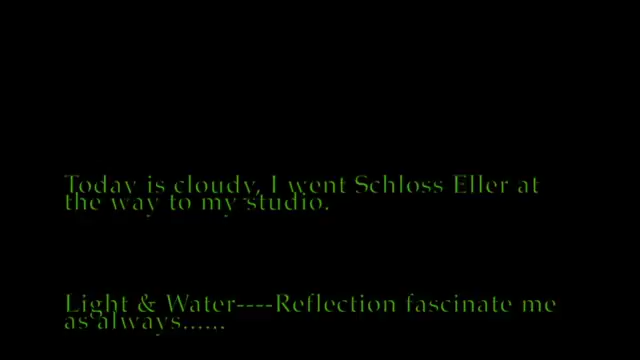 Today is cloudy, I went Schloss Eller at
the way to my studio.
Light & Water----Reflection fascinate me
as always......